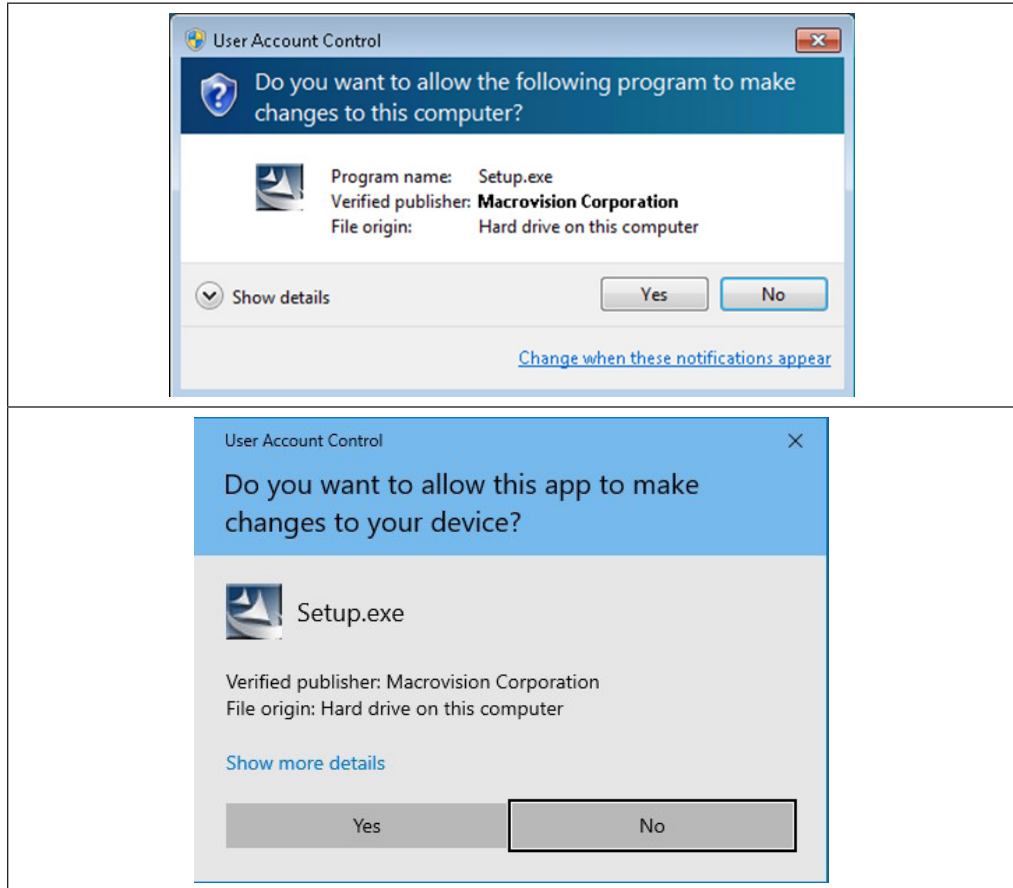 User Account Control
Do you want to allow the following program to make
changes to this computer?
Program name: Setup.exe
Verified publisher: Macrovision Corporation
File origin: Hard drive on this computer
Show details
Yes
No
Change when these notifications appear
User Account Control
Do you want to allow this app to make
changes to your device?
Setup.exe
Verified publisher: Macrovision Corporation
File origin: Hard drive on this computer
Show more details
Yes
No